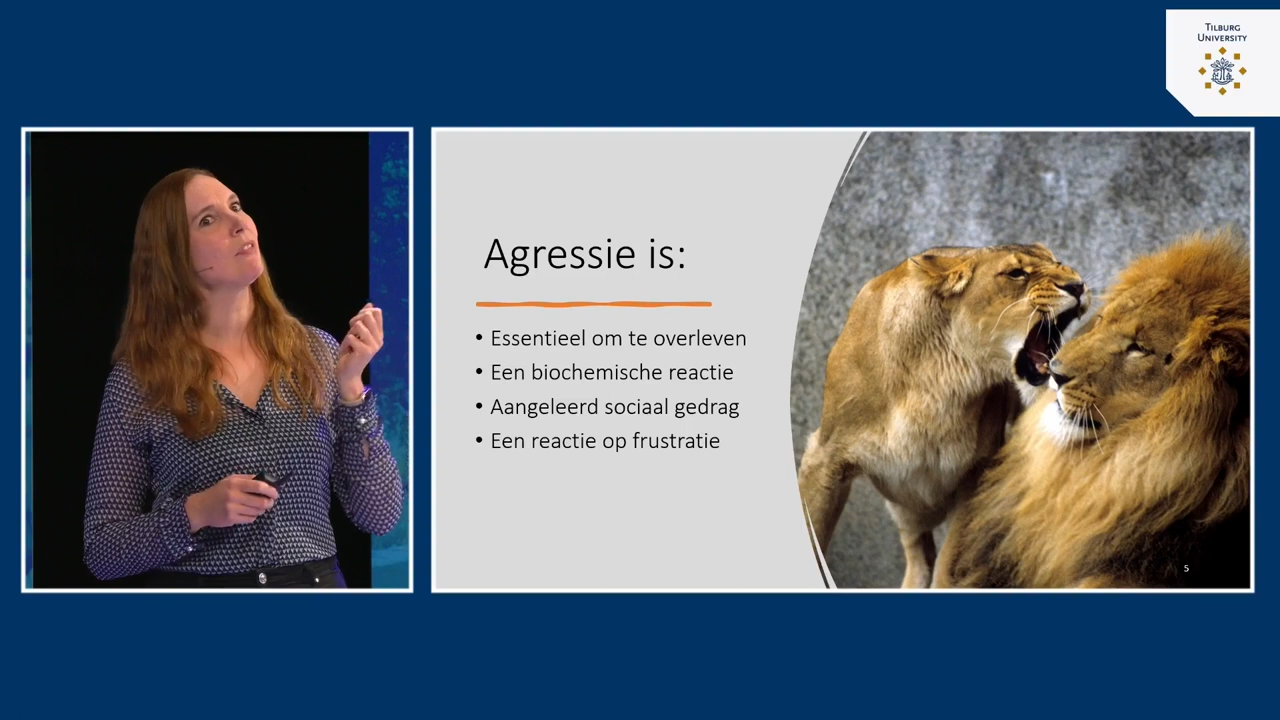 TILBURG
UNIVERSITY
Agressie is:
• Essentieel om te overleven
• Een biochemische reactie
• Aangeleerd sociaal gedrag
• Een reactie op frustratie
5